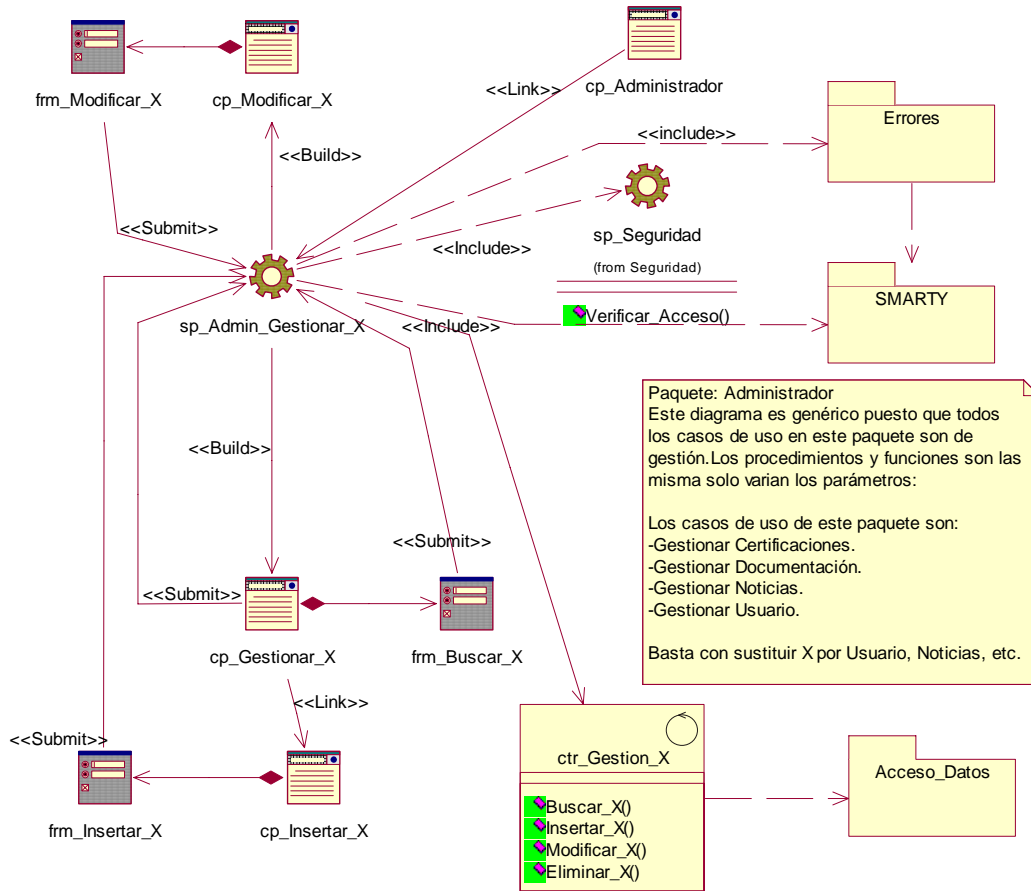 frm_Modificar_X
cp_Modificar_X
<<Link>>
cp_Administrador
Errores
<<include>>
<<Build>>
<<Submit>>
<<Include>>
sp_Seguridad
(from Seguridad)
Verificar_Acceso()
SMARTY
sp_Admin_Gestionar_X
<<Include>>
Paquete: Administrador
Este diagrama es genérico puesto que todos
los casos de uso en este paquete son de
gestión.Los procedimientos y funciones son las
misma solo varian los parámetros:
Los casos de uso de este paquete son:
-Gestionar Certificaciones.
-Gestionar Documentación.
-Gestionar Noticias.
-Gestionar Usuario.
Basta con sustituir X por Usuario, Noticias, etc.
<<Build>>
<<Submit>>
<<Submit>>
cp_Gestionar_X
frm_Buscar_X
<<Link>>
<<Submit>>
frm_Insertar_X
cp_Insertar_X
ctr_Gestion_X
Buscar_X()
Insertar_X()
Modificar_X()
Eliminar_X()
Acceso_Datos